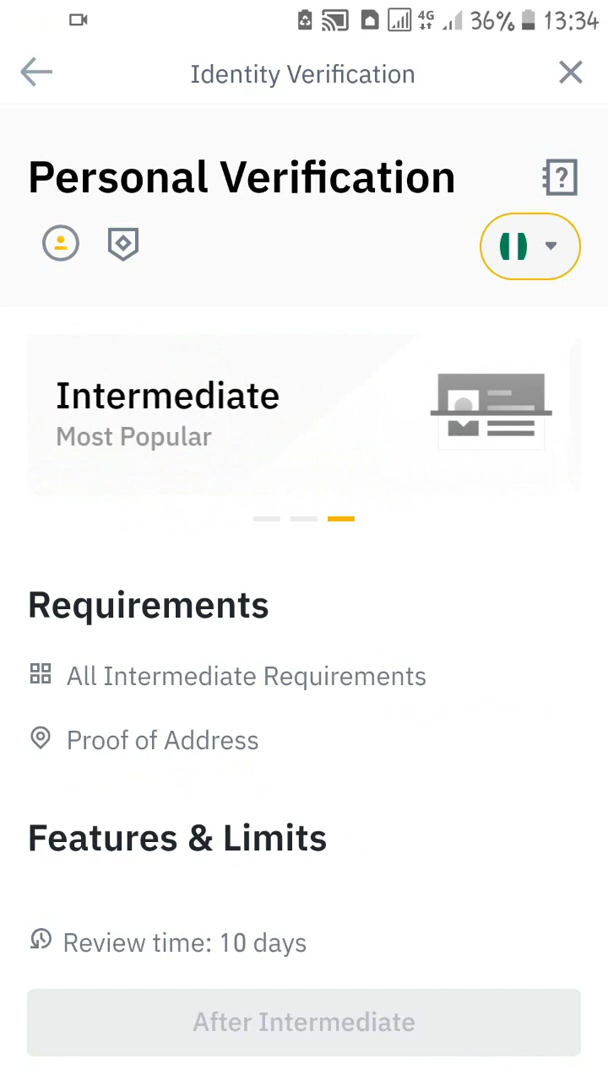 4G 36% 13:34
Identity Verification
Personal Verification
Intermediate
Most Popular
Requirements
All Intermediate Requirements
Proof of Address
Features & Limits
Review time: 10 days
After Intermediate